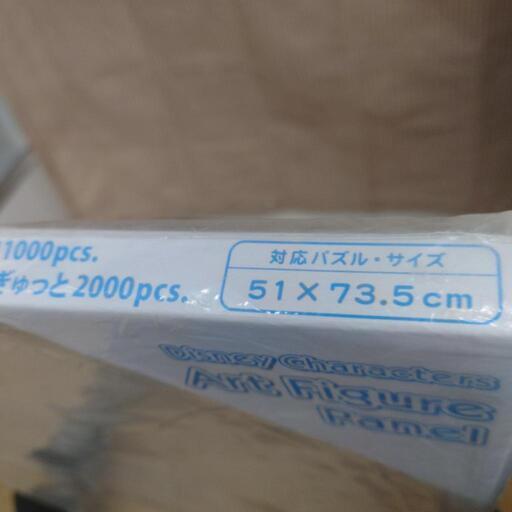 1000pcs.
ぎゅっと2000pcs.
対応パズル・サイズ
51×73.5cm
Disney Characters
Art Figure
Panel